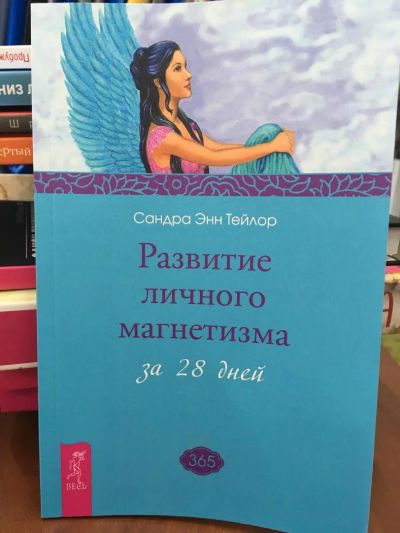 Сандра Энн Тейлор
Развитие
личного
магнетизма
за 28 дней
365
ВЕСЬ